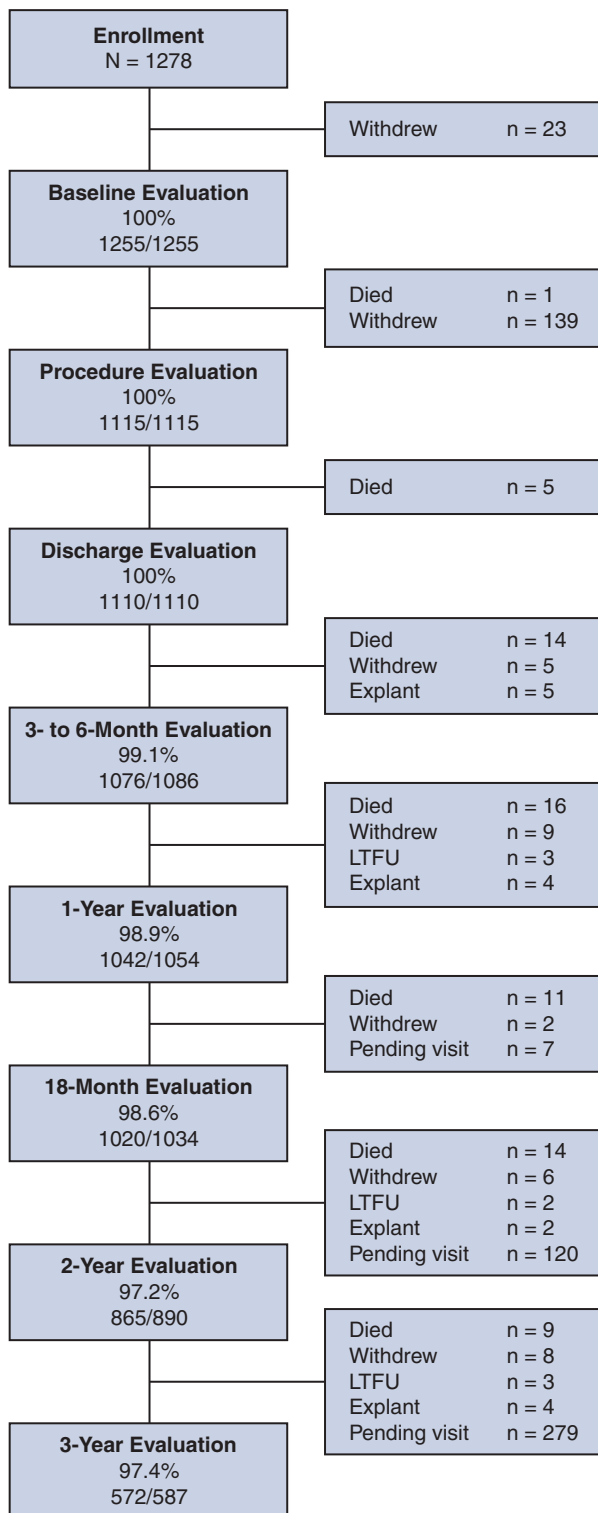 Enrollment
N = 1278
Withdrew n = 23
Baseline Evaluation
100%
1255/1255
Died n = 1
Withdrew n = 139
Procedure Evaluation
100%
1115/1115
Died n = 5
Discharge Evaluation
100%
1110/1110
Died n = 14
Withdrew n = 5
Explant n = 5
3- to 6-Month Evaluation
99.1%
1076/1086
Died n = 16
Withdrew n = 9
LTFU n = 3
Explant n = 4
1-Year Evaluation
98.9%
1042/1054
Died n = 11
Withdrew n = 2
Pending visit n = 7
18-Month Evaluation
98.6%
1020/1034
Died n = 14
Withdrew n = 6
LTFU n = 2
Explant n = 2
Pending visit n = 120
2-Year Evaluation
97.2%
865/890
Died n = 9
Withdrew n = 8
LTFU n = 3
Explant n = 4
Pending visit n = 279
3-Year Evaluation
97.4%
572/587